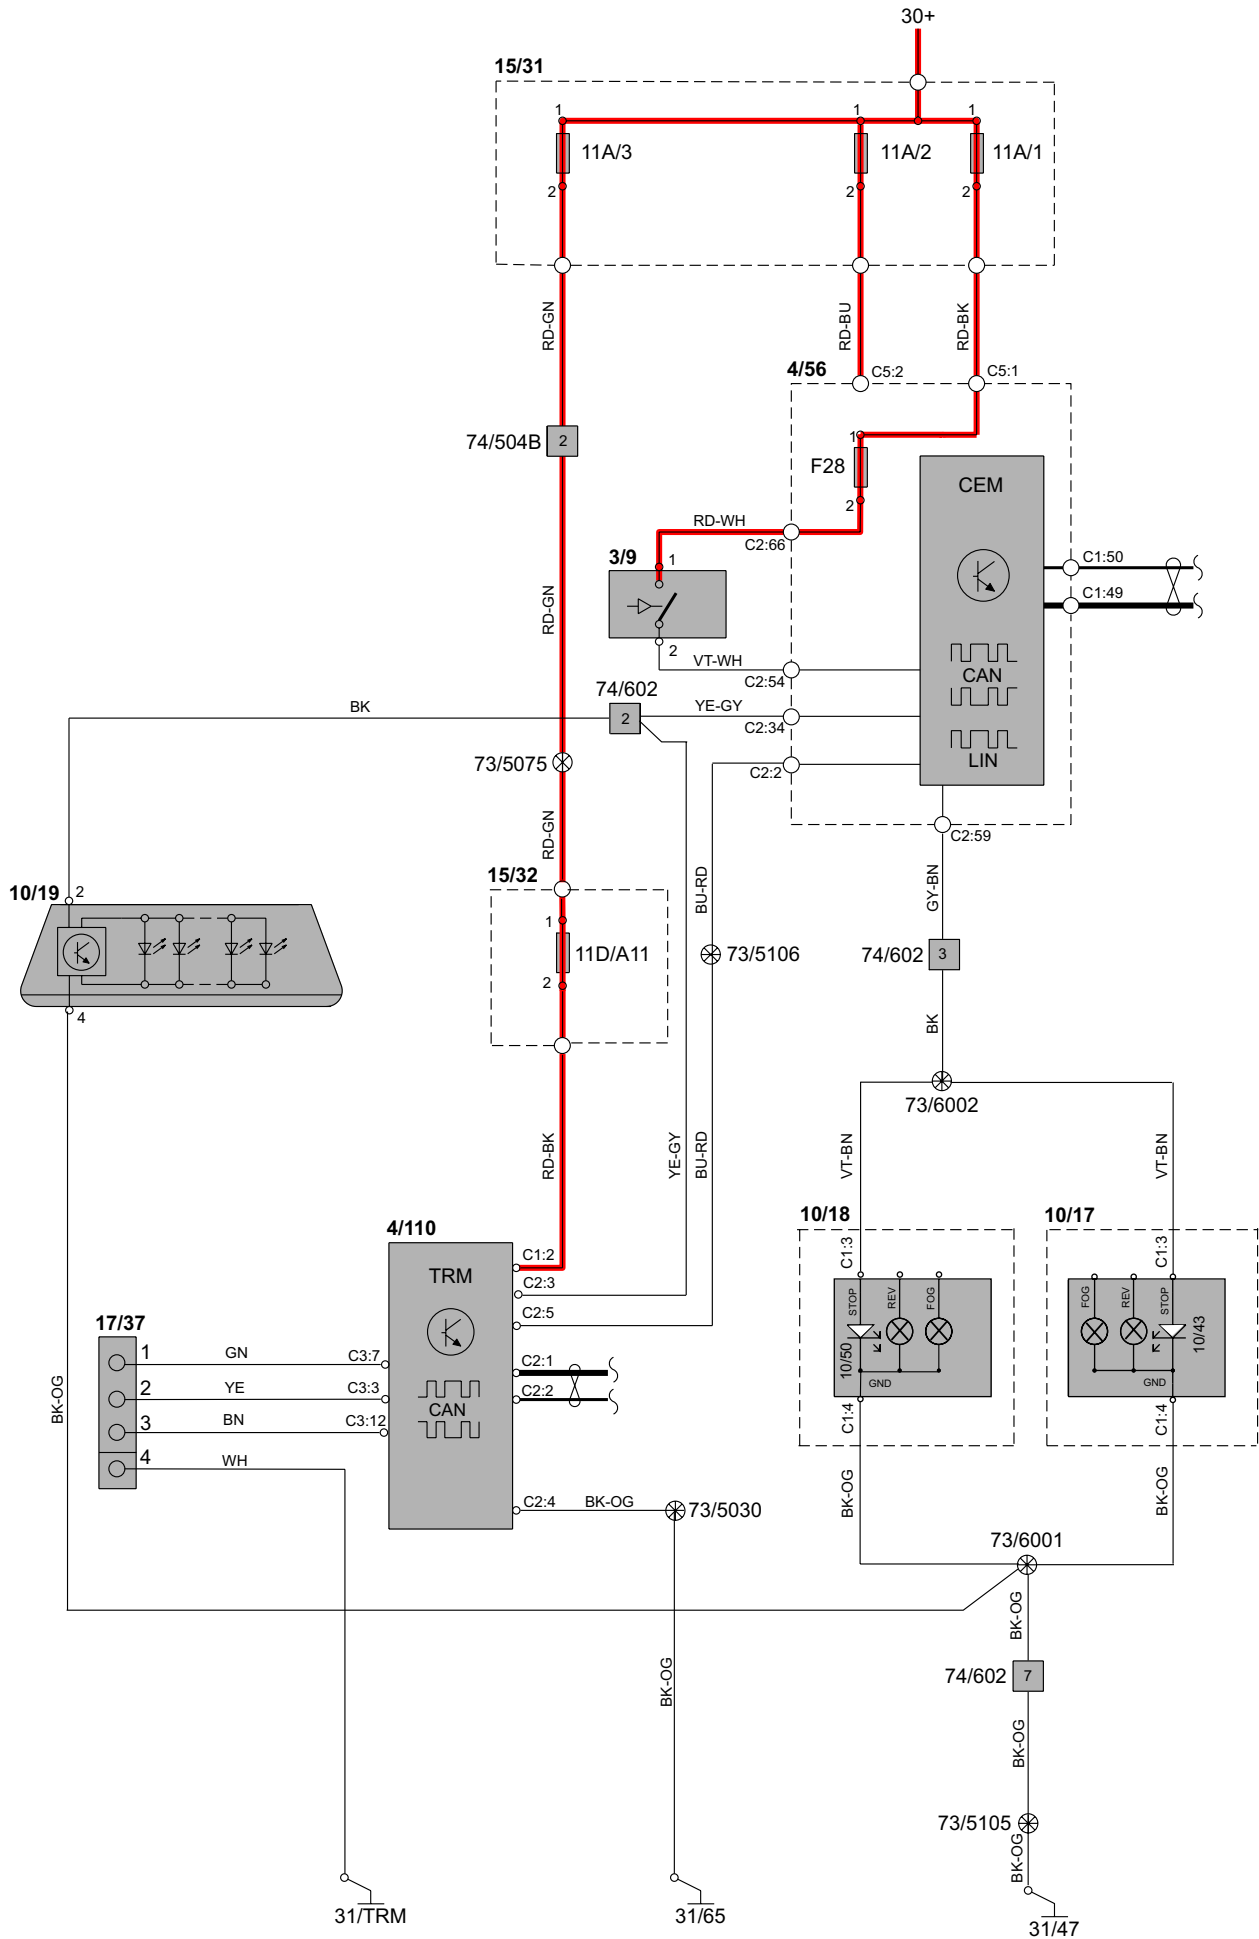 30+
15/31
1
1
1
11A/3
11A/2
11A/1
2
2
2
RD-GN
RD-BU
RD-BK
4/56
C5:2
C5:1
74/504B
2
1
F28
2
CEM
RD-WH
C2:66
3/9
1
C1:50
C1:49
RD-GN
2
VT-WH
C2:54
CAN
74/602
BK
2
YE-GY
C2:34
LIN
73/5075
C2:2
RD-GN
C2:59
15/32
10/19
2
BU-RD
GY-BN
1
11D/A11
2
73/5106
74/602
3
4
BK
73/6002
RD-BK
YE-GY
BU-RD
VT-BN
VT-BN
4/110
10/18
10/17
C1:2
C1:3
C1:3
TRM
C2:3
STOP
REV
FOG
FOG
REV
STOP
C2:5
17/37
10/50
10/43
1
GN
C3:7
C2:1
GND
GND
2
YE
C3:3
C2:2
CAN
BK-OG
3
BN
C3:12
C1:4
C1:4
4
WH
BK-OG
BK-OG
C2:4
BK-OG
73/5030
73/6001
BK-OG
BK-OG
74/602
7
BK-OG
73/5105
BK-OG
31/TRM
31/65
31/47